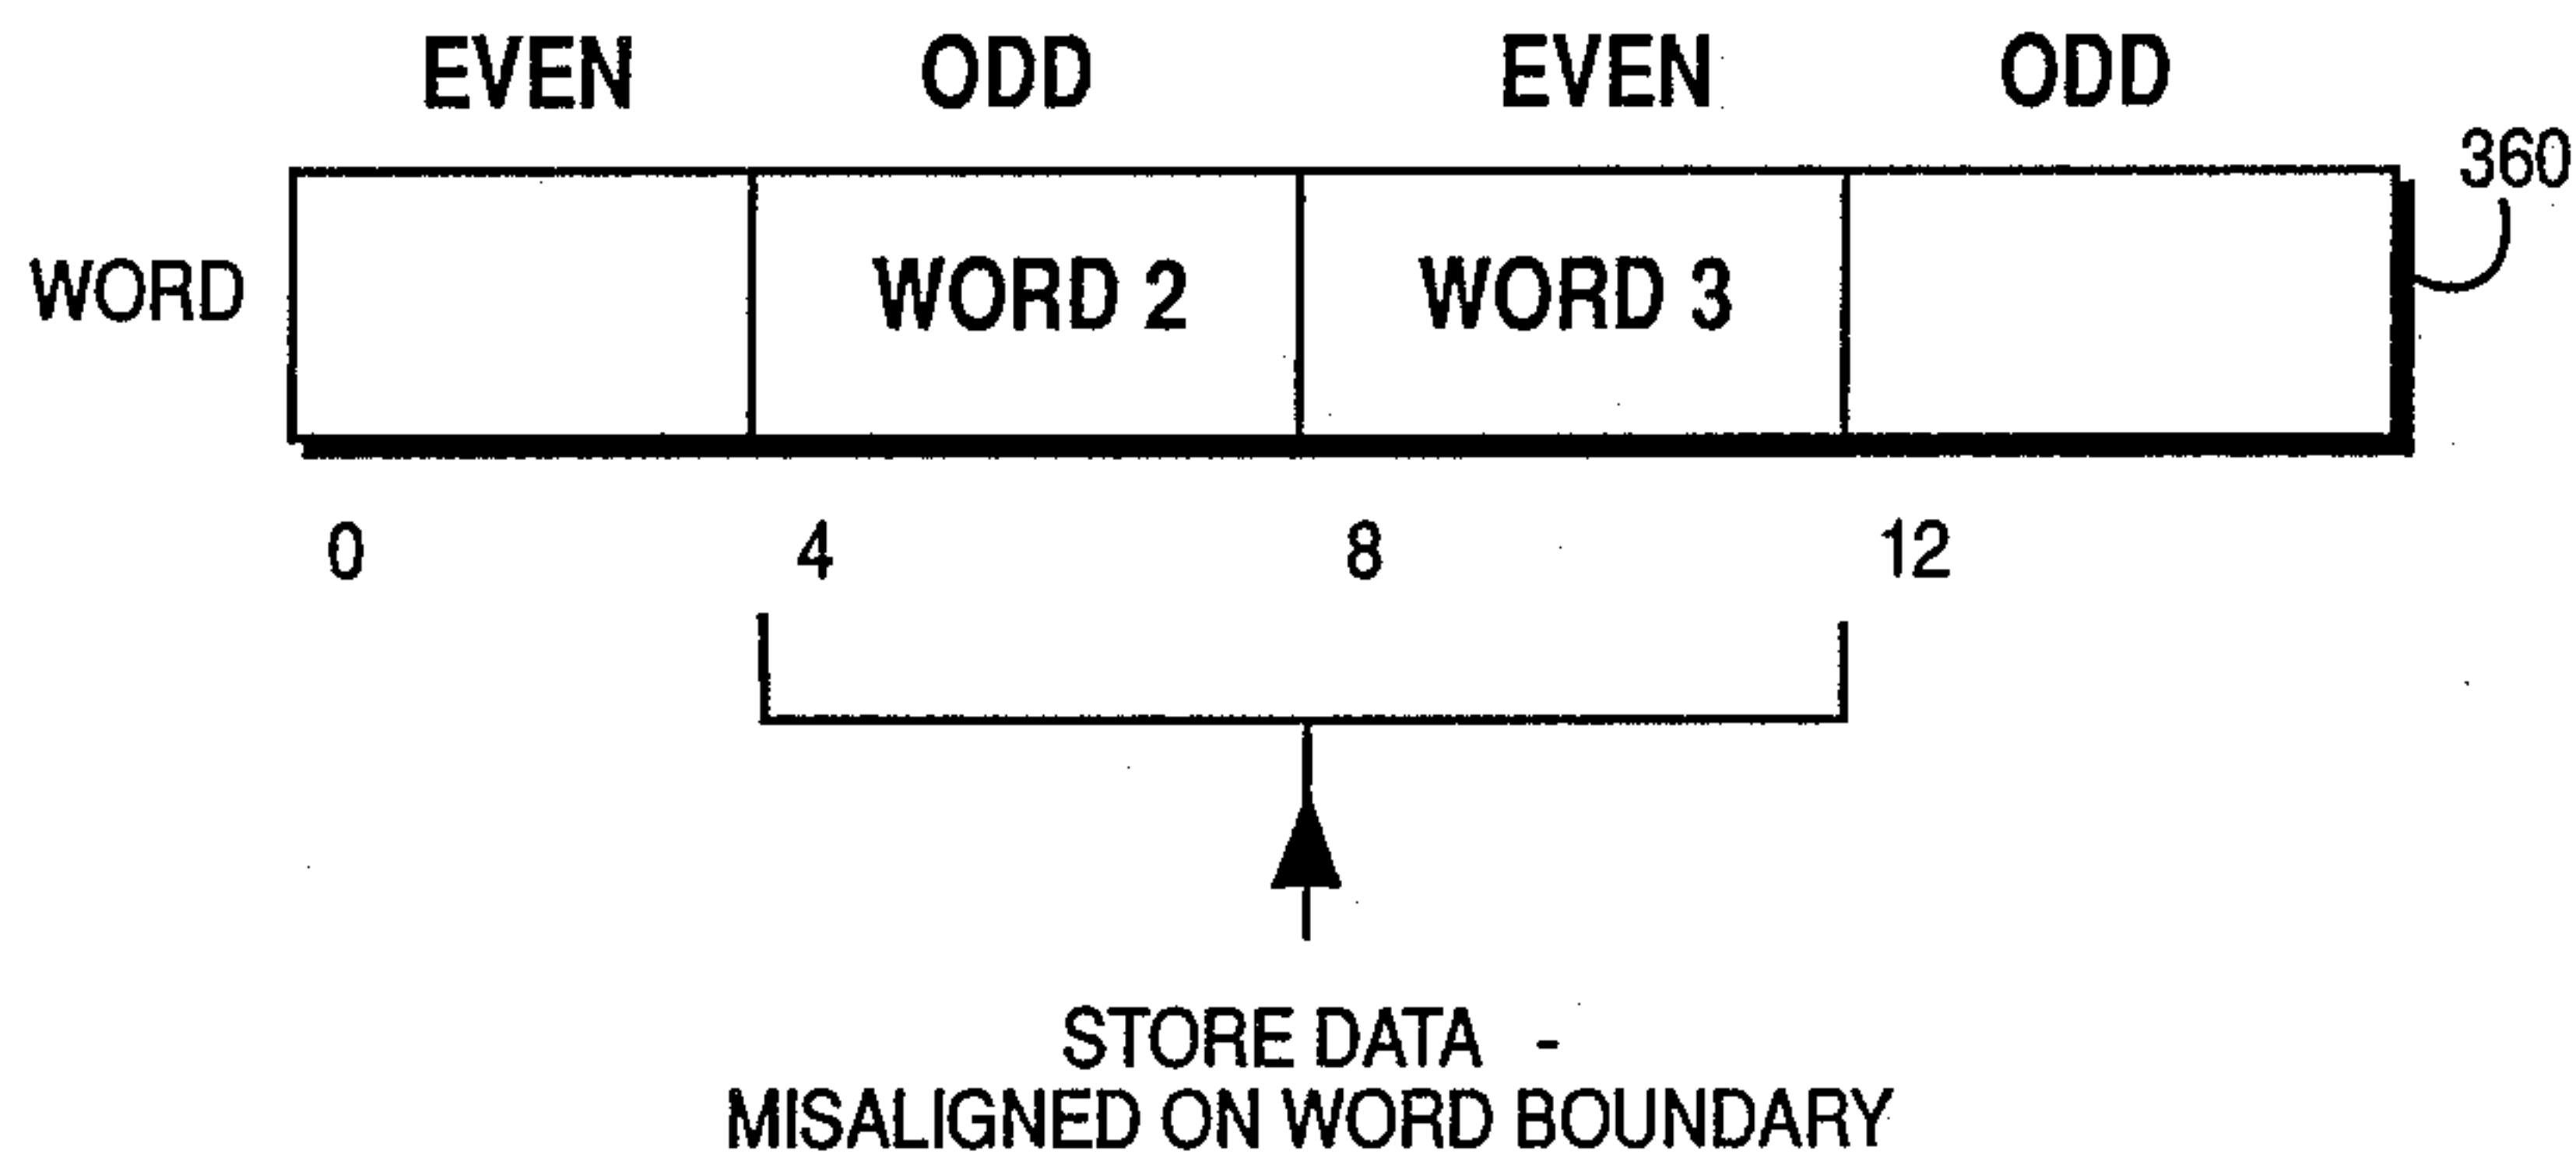 EVEN ODD EVEN ODD
360
WORD WORD 2 WORD 3
0 4 8 12
STORE DATA -
MISALIGNED ON WORD BOUNDARY